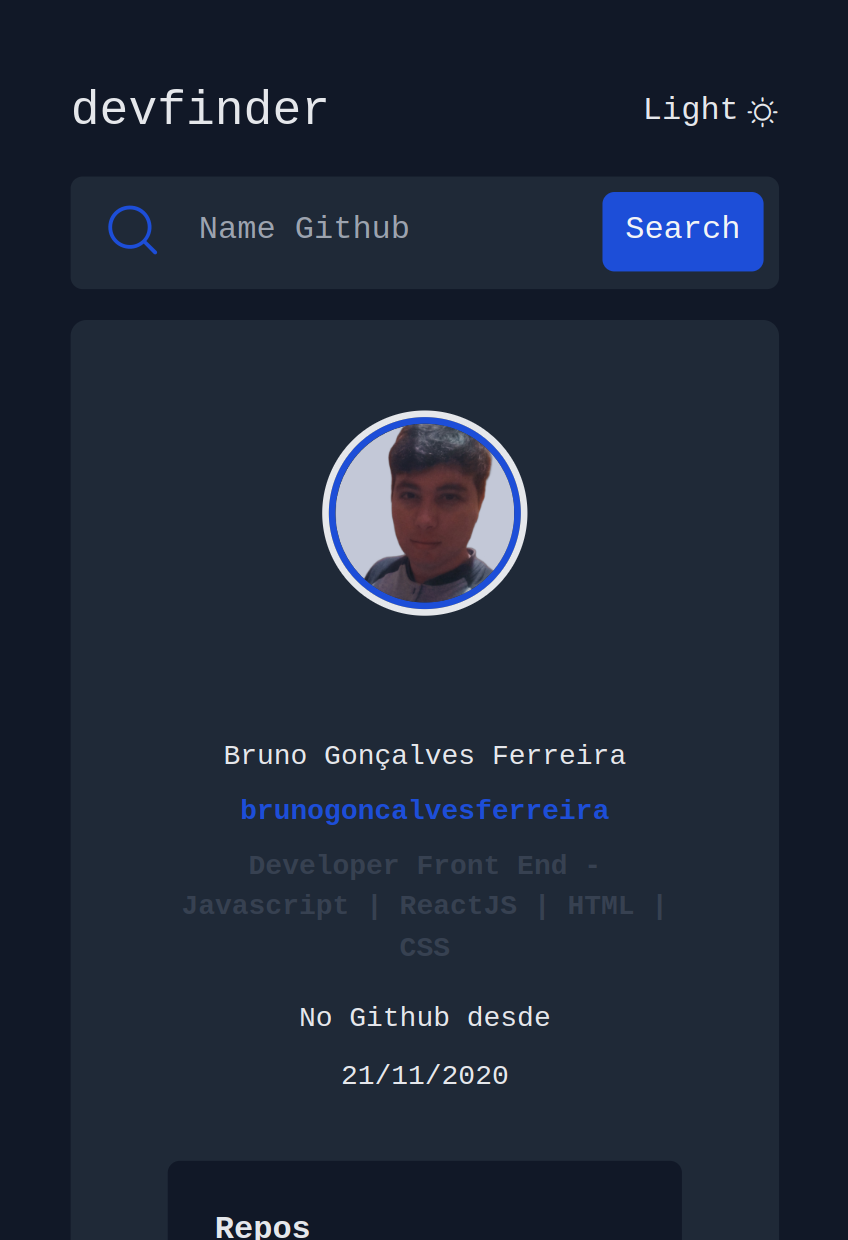 devfinder
Light
Name Github
Search
Bruno Gonçalves Ferreira
brunogoncalvesferreira
Developer Front End -
Javascript | ReactJS | HTML |
CSS
No Github desde
21/11/2020
Repos